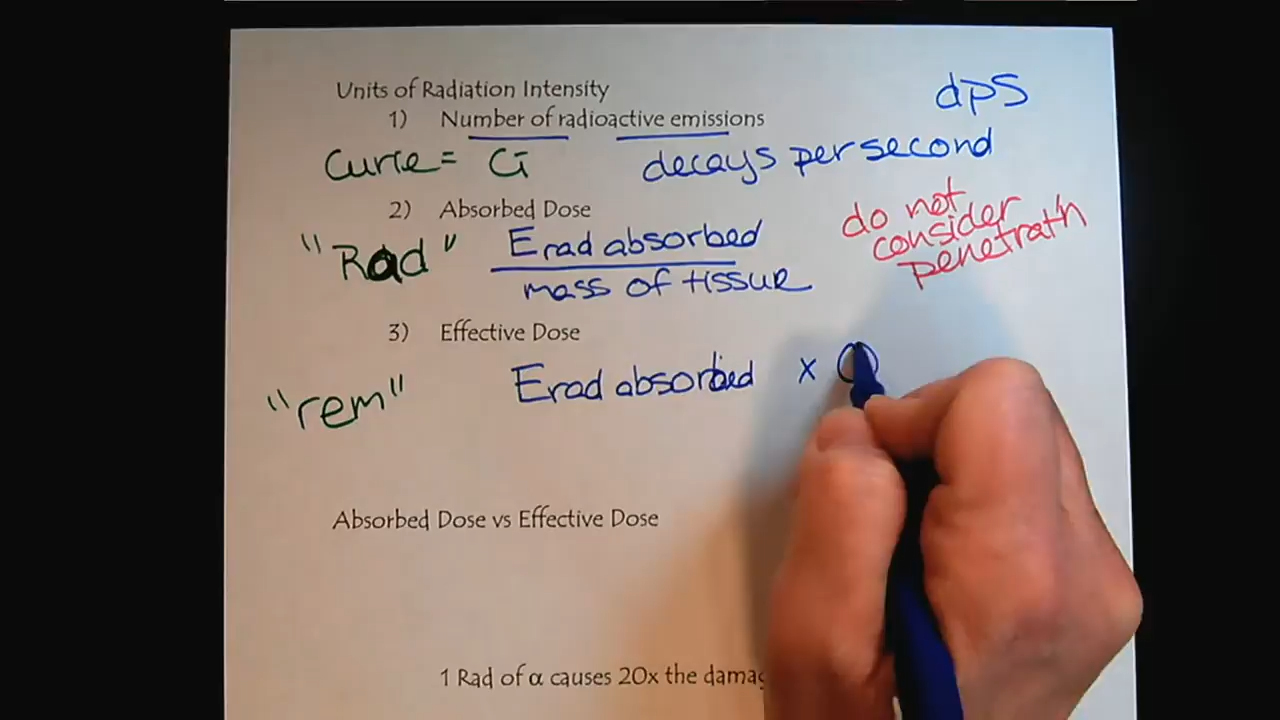 Units of Radiation Intensity
dps
1) Number of radioactive emissions
Curie = Ci
decays per second
2) Absorbed Dose
do not
consider
penetrat'n
"Rad"
E rad absorbed
mass of tissue
3) Effective Dose
E rad absorbed x
"rem"
Absorbed Dose vs Effective Dose
1 Rad of α causes 20x the